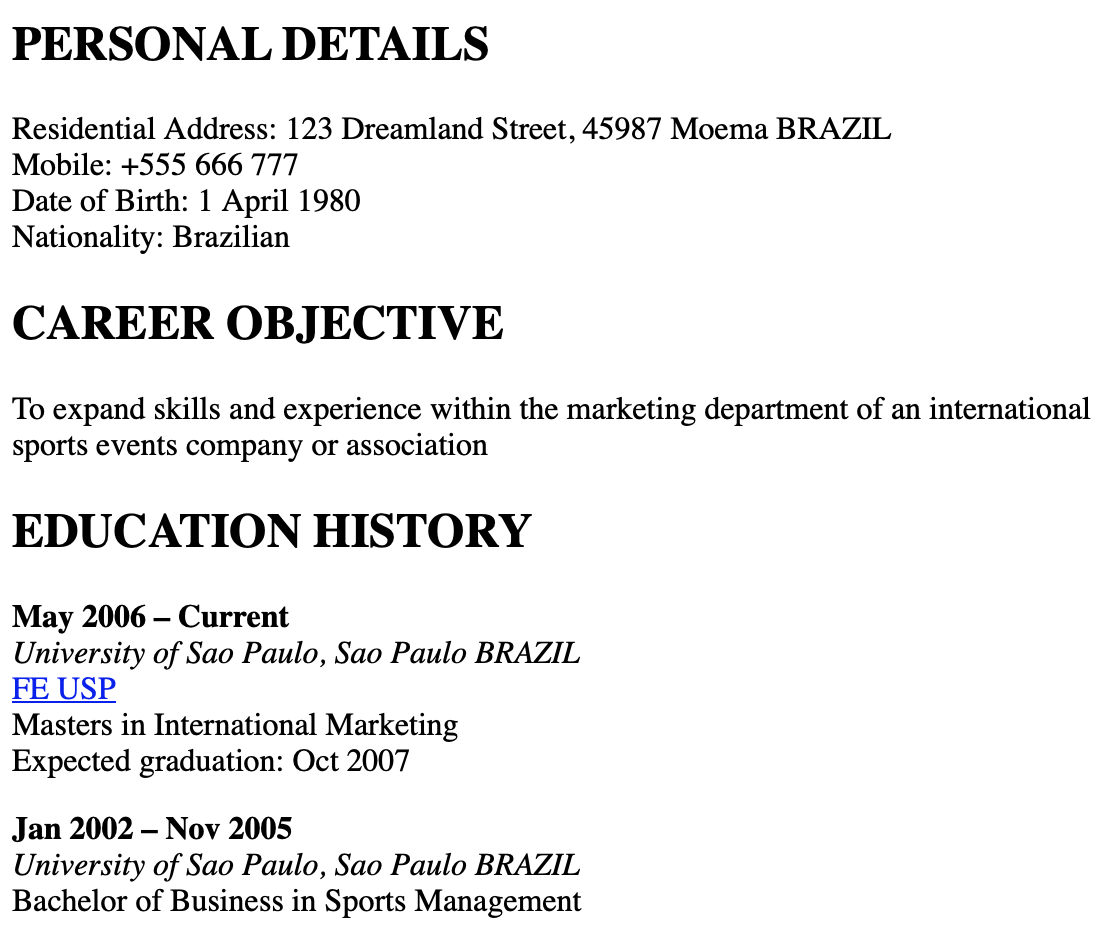 PERSONAL DETAILS
Residential Address: 123 Dreamland Street, 45987 Moema BRAZIL
Mobile: +555 666 777
Date of Birth: 1 April 1980
Nationality: Brazilian
CAREER OBJECTIVE
To expand skills and experience within the marketing department of an international
sports events company or association
EDUCATION HISTORY
May 2006 – Current
University of Sao Paulo, Sao Paulo BRAZIL
FE USP
Masters in International Marketing
Expected graduation: Oct 2007
Jan 2002 – Nov 2005
University of Sao Paulo, Sao Paulo BRAZIL
Bachelor of Business in Sports Management